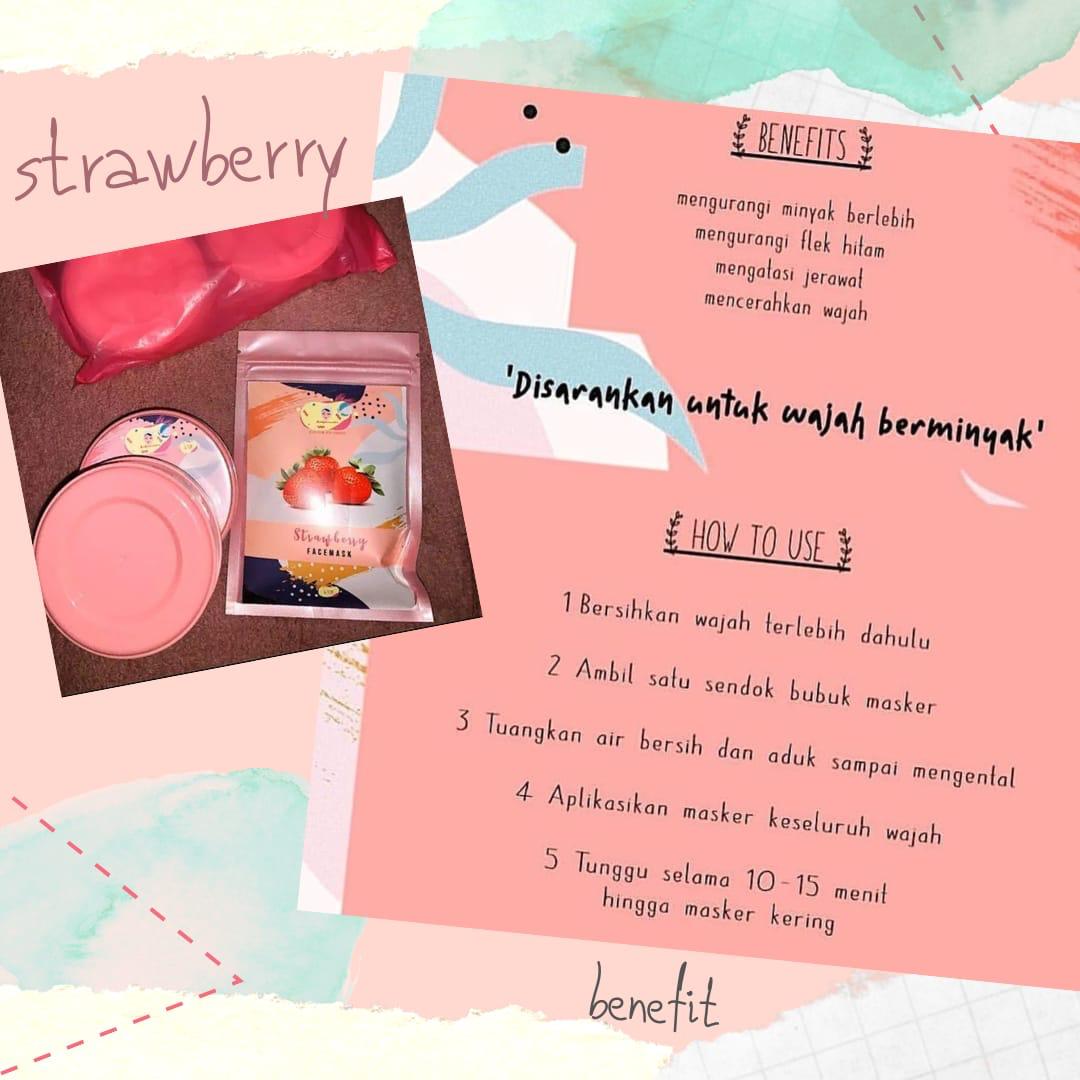 strawberry
Strawberry
FACEMASK
BENEFITS
mengurangi minyak berlebih
mengurangi flek hitam
mengatasi jerawat
mencerahkan wajah
'Disarankan untuk wajah berminyak'
HOW TO USE
1 Bersihkan wajah terlebih dahulu
2 Ambil satu sendok bubuk masker
3 Tuangkan air bersih dan aduk sampai mengental
4 Aplikasikan masker keseluruh wajah
5 Tunggu selama 10-15 menit
hingga masker kering
benefit